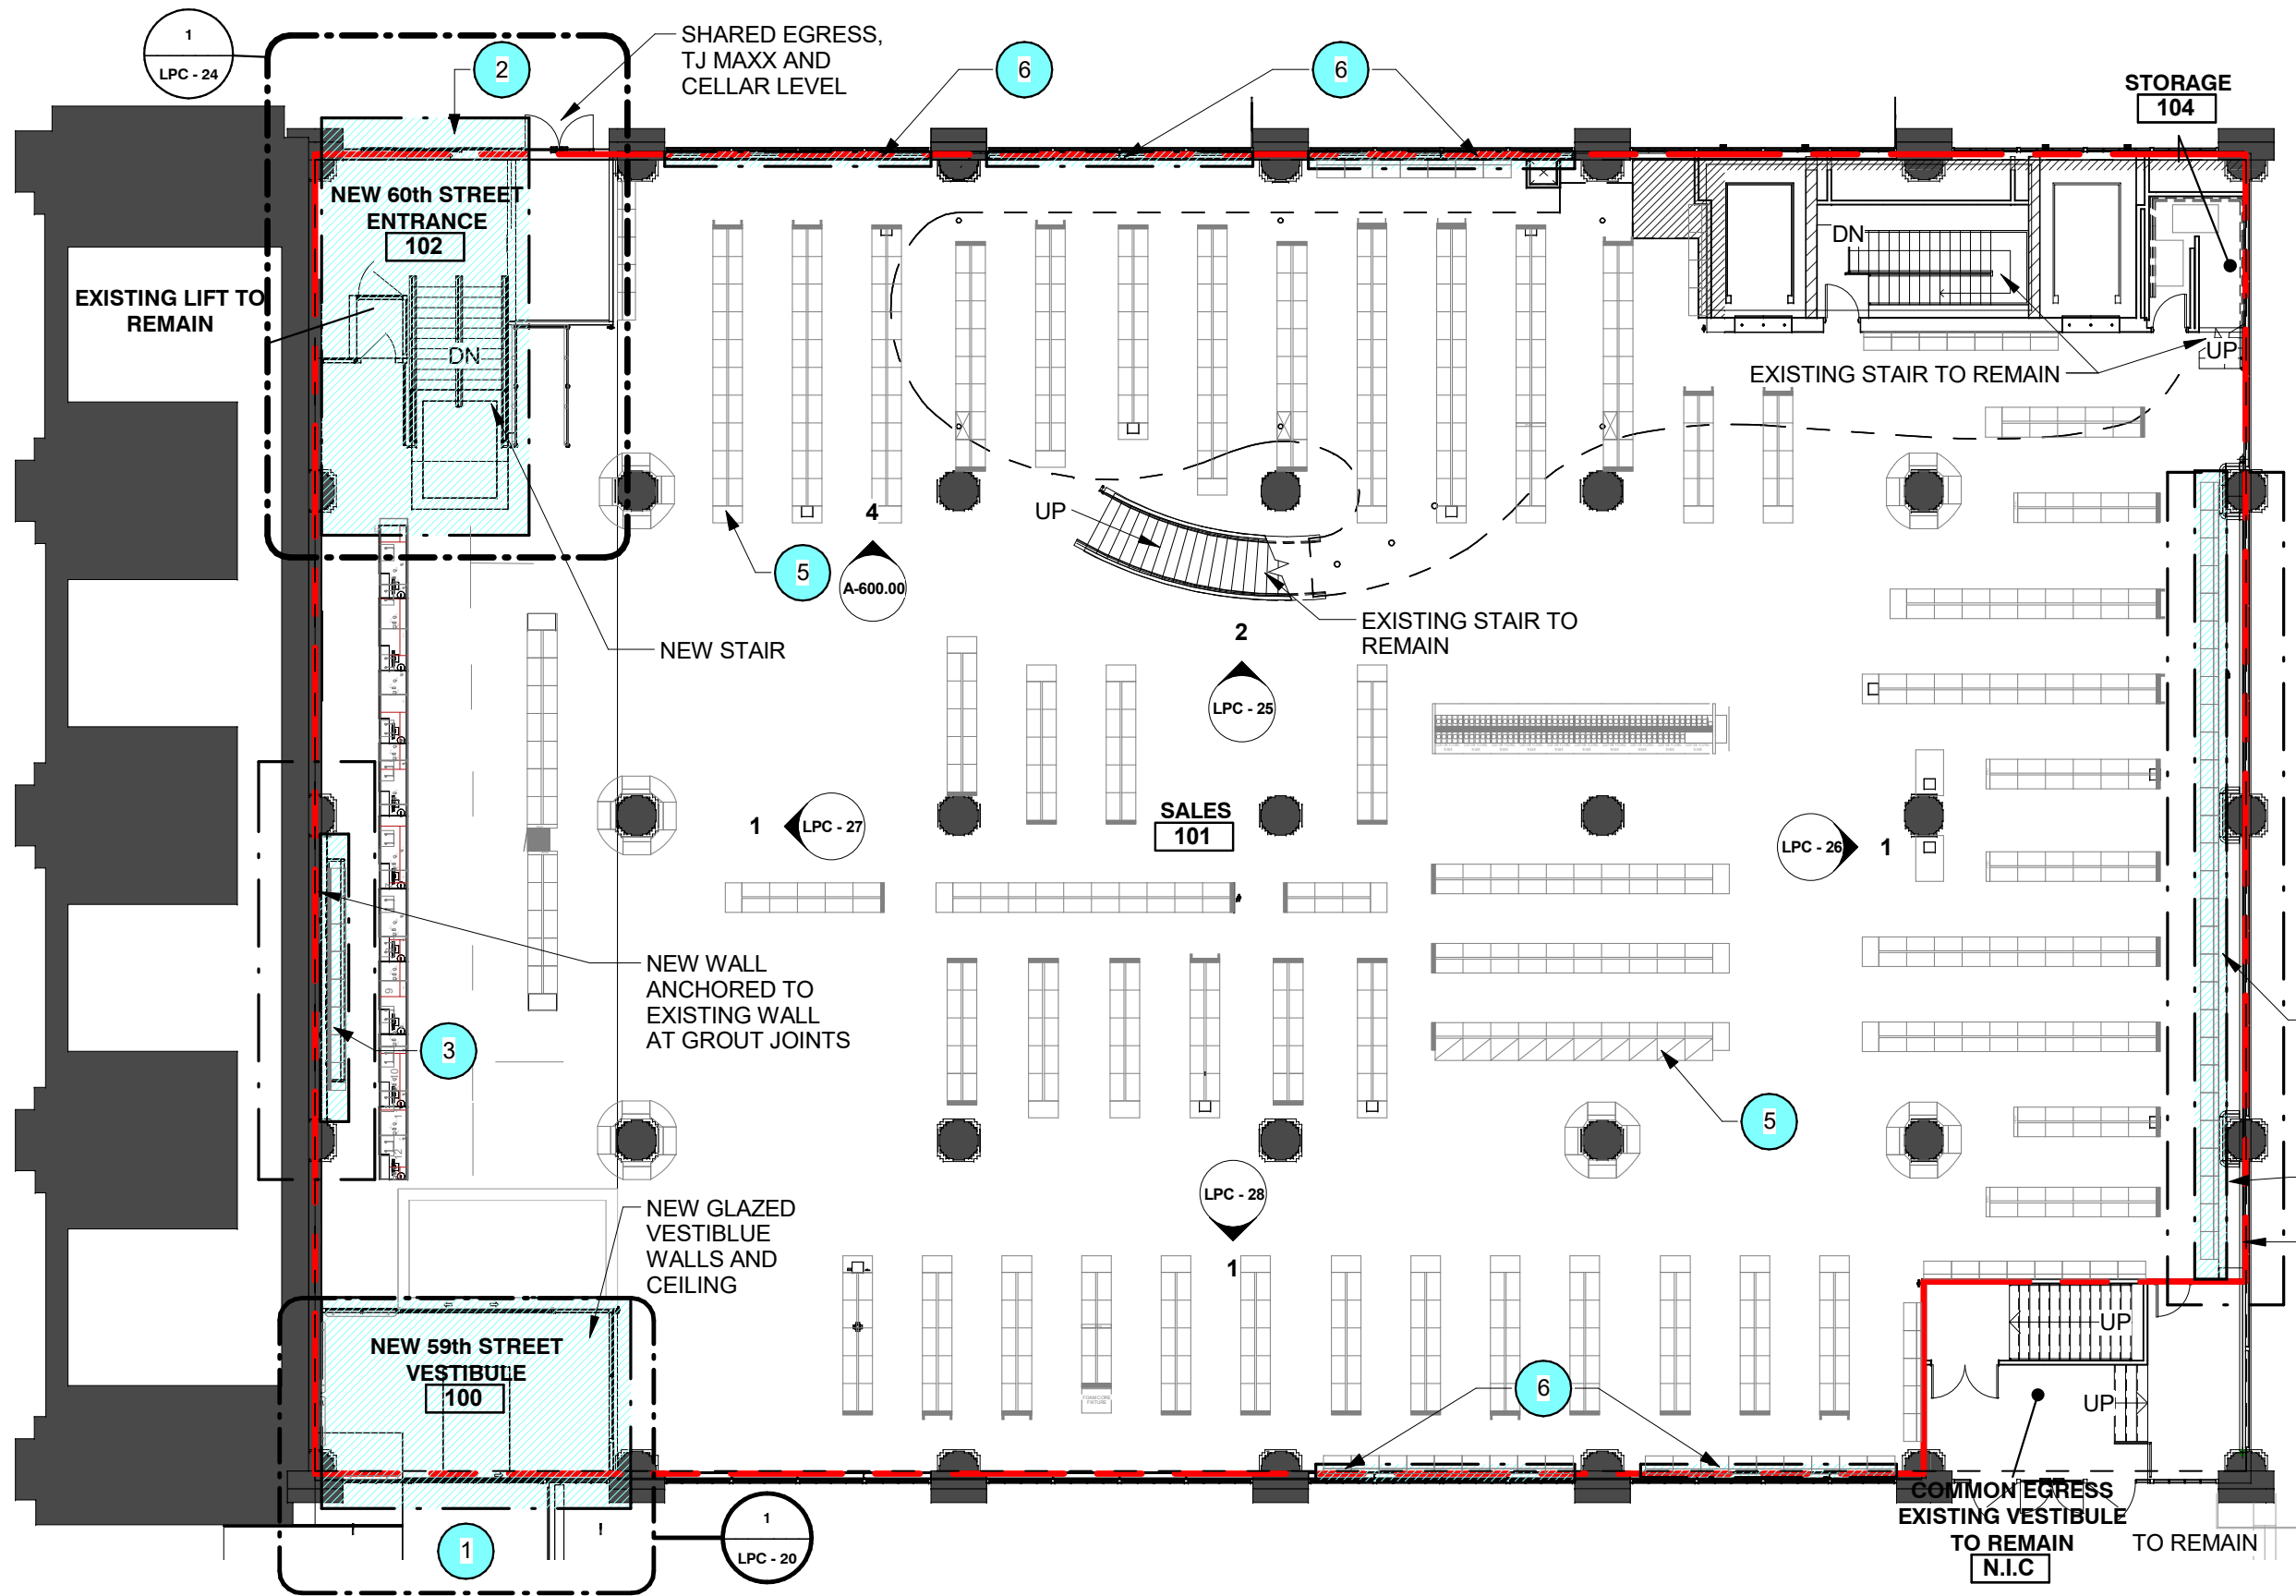 1
LPC - 24
2
SHARED EGRESS,
TJ MAXX AND
CELLAR LEVEL
6
6
STORAGE
104
NEW 60th STREET
ENTRANCE
102
EXISTING LIFT TO
REMAIN
DN
DN
UP
EXISTING STAIR TO REMAIN
UP
4
A-600.00
5
NEW STAIR
EXISTING STAIR TO
REMAIN
2
LPC - 25
1
LPC - 27
SALES
101
LPC - 26
1
NEW WALL
ANCHORED TO
EXISTING WALL
AT GROUT JOINTS
3
5
LPC - 28
1
NEW GLAZED
VESTIBLUE
WALLS AND
CEILING
NEW 59th STREET
VESTIBULE
100
6
UP
UP
COMMON EGRESS
EXISTING VESTIBULE
TO REMAIN
N.I.C
TO REMAIN
1
1
LPC - 20